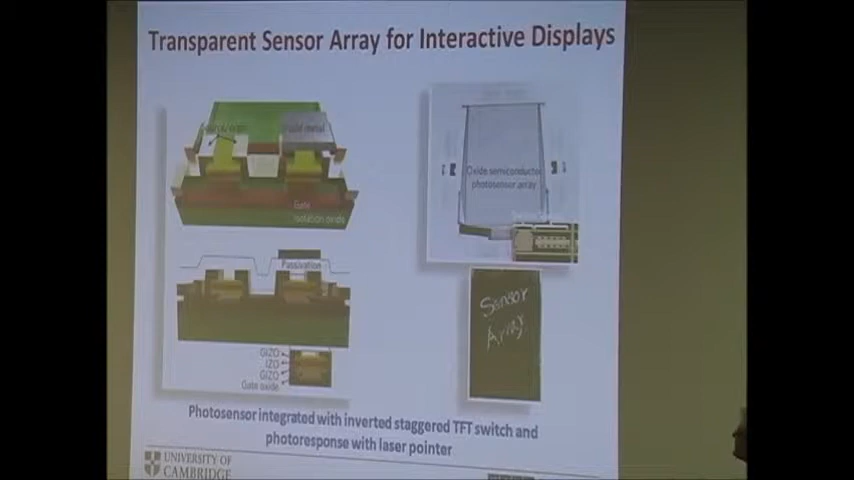 Transparent Sensor Array for Interactive Displays
metal
Gate
Isolation oxide
Oxide semiconductor
photosensor array
Passivation
GIZO
IZO
GIZO
Gate oxide
Sensor
Array
Photosensor integrated with inverted staggered TFT switch and
photoresponse with laser pointer
UNIVERSITY OF
CAMBRIDGE